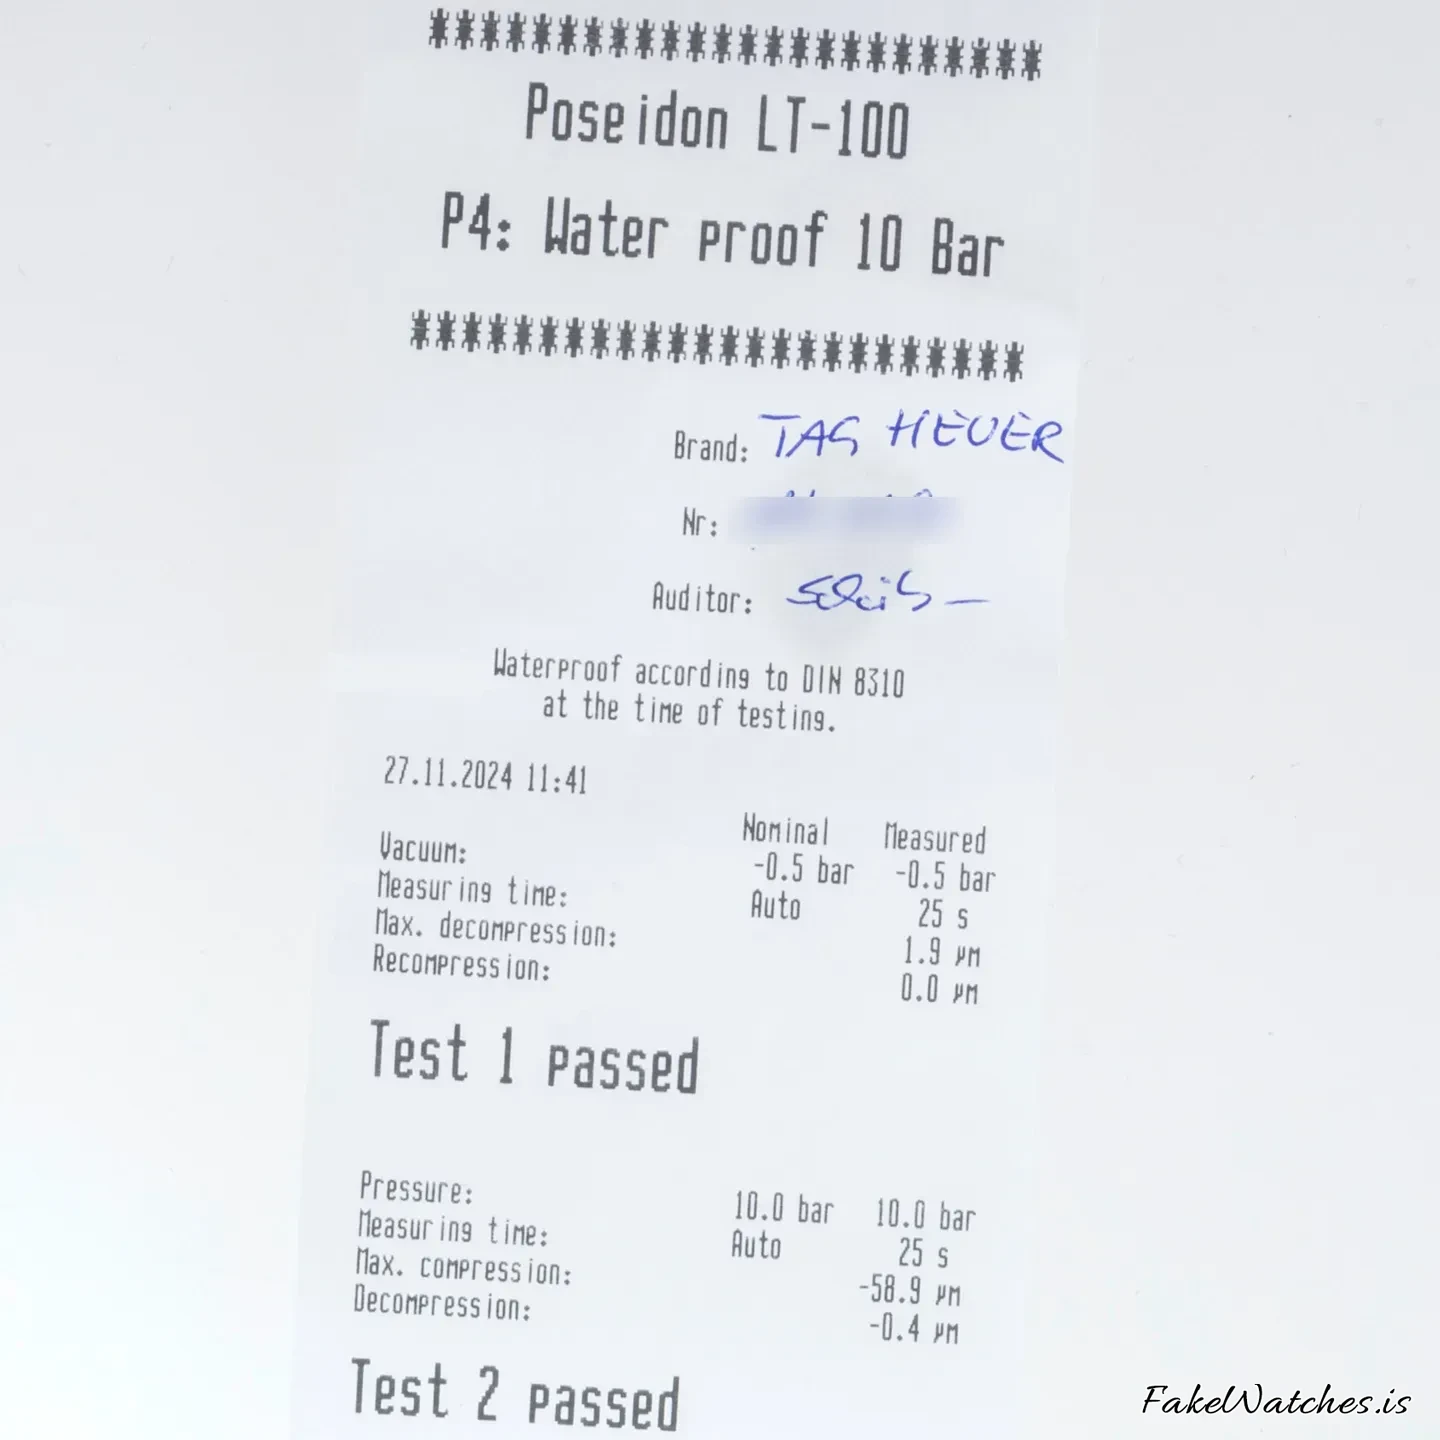 Poseidon LT-100
P4: Water proof 10 Bar
Brand: TAG HEUER
Nr:
Auditor:
Waterproof according to DIN 8310
at the time of testing.
27.11.2024 11:41
Nominal Measured
Vacuum: -0.5 bar -0.5 bar
Measuring time: Auto 25 s
Max. decompression: 1.9 µm
Recompression: 0.0 µm
Test 1 passed
Pressure: 10.0 bar 10.0 bar
Measuring time: Auto 25 s
Max. compression: -58.9 µm
Decompression: -0.4 µm
Test 2 passed
FakeWatches.is